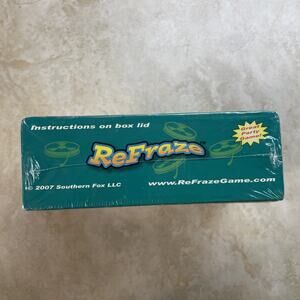 Instructions on box lid
Great
Party
Game!
ReFraze
© 2007 Southern Fox LLC
www.ReFrazeGame.com